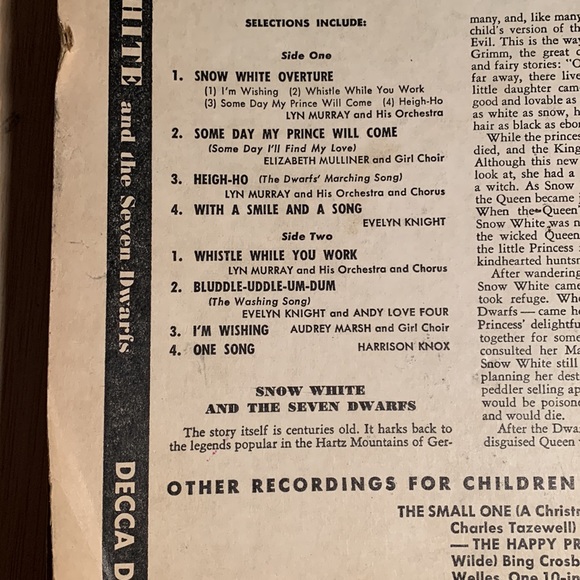 HITE and the Seven Dwarfs
DECCA D
SELECTIONS INCLUDE:
Side One
1. SNOW WHITE OVERTURE
(1) I'm Wishing (2) Whistle While You Work
(3) Some Day My Prince Will Come (4) Heigh-Ho
LYN MURRAY and His Orchestra
2. SOME DAY MY PRINCE WILL COME
(Some Day I'll Find My Love)
ELIZABETH MULLINER and Girl Choir
3. HEIGH-HO (The Dwarfs' Marching Song)
LYN MURRAY and His Orchestra and Chorus
4. WITH A SMILE AND A SONG
EVELYN KNIGHT
Side Two
1. WHISTLE WHILE YOU WORK
LYN MURRAY and His Orchestra and Chorus
2. BLUDDLE-UDDLE-UM-DUM
(The Washing Song)
EVELYN KNIGHT and ANDY LOVE FOUR
3. I'M WISHING AUDREY MARSH and Girl Choir
4. ONE SONG HARRISON KNOX
SNOW WHITE
AND THE SEVEN DWARFS
The story itself is centuries old. It harks back to
the legends popular in the Hartz Mountains of Ger-
many, and, like many
child's version of th
Evil. This is the way
Grimm, the great c
and fairy stories: "O
far away, there live
little daughter came
good and lovable as
as white as snow, h
hair as black as ebon
While the princes
died, and the King
Although this new
look at, she had a
a witch. As Snow
the Queen became
When the Queen
Snow White was n
the wicked Queen
the little Princess
kindhearted huntsm
After wandering
Snow White came
took refuge. Whe
Dwarfs — came ho
Princess' delightfu
together for some
consulted her Ma
Snow White still
planning her dest
peddler selling ap
would be poisone
and would die.
After the Dwar
disguised Queen
OTHER RECORDINGS FOR CHILDREN
THE SMALL ONE (A Christm
Charles Tazewell)
— THE HAPPY PR
Wilde) Bing Crosb
Welles. One 10-in